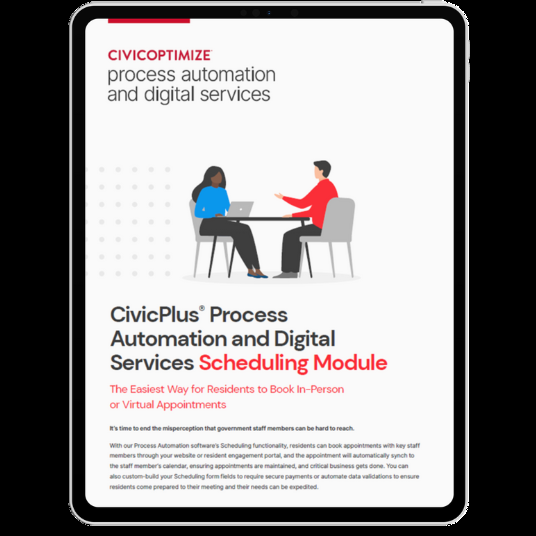 CIVICOPTIMIZE
process automation
and digital services
CivicPlus® Process
Automation and Digital
Services Scheduling Module
The Easiest Way for Residents to Book In-Person
or Virtual Appointments
It's time to end the misperception that government staff members can be hard to reach.
With our Process Automation software's Scheduling functionality, residents can book appointments with key staff
members through your website or resident engagement portal, and the appointment will automatically sync to
the staff member's calendar, ensuring appointments are maintained, and critical business gets done. You can
also custom-build your Scheduling form fields to require secure payments or automate data validations to ensure
residents come prepared to their meeting and their needs can be expedited.